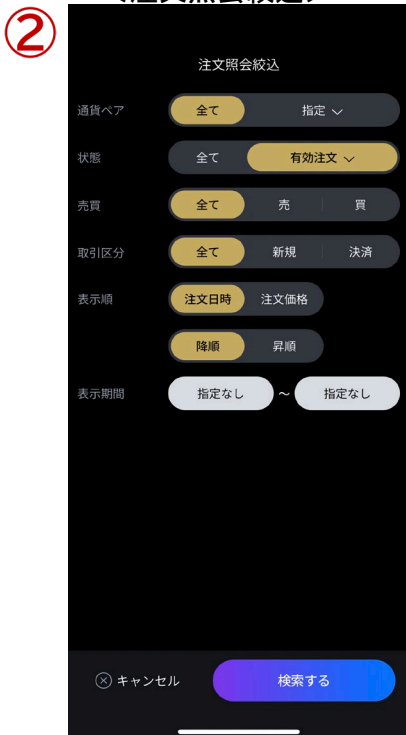 ②
注文照会絞込
通貨ペア 全て 指定
状態 全て 有効注文
売買 全て 売 買
取引区分 全て 新規 決済
表示順 注文日時 注文価格
降順 昇順
表示期間 指定なし ～ 指定なし
キャンセル 検索する